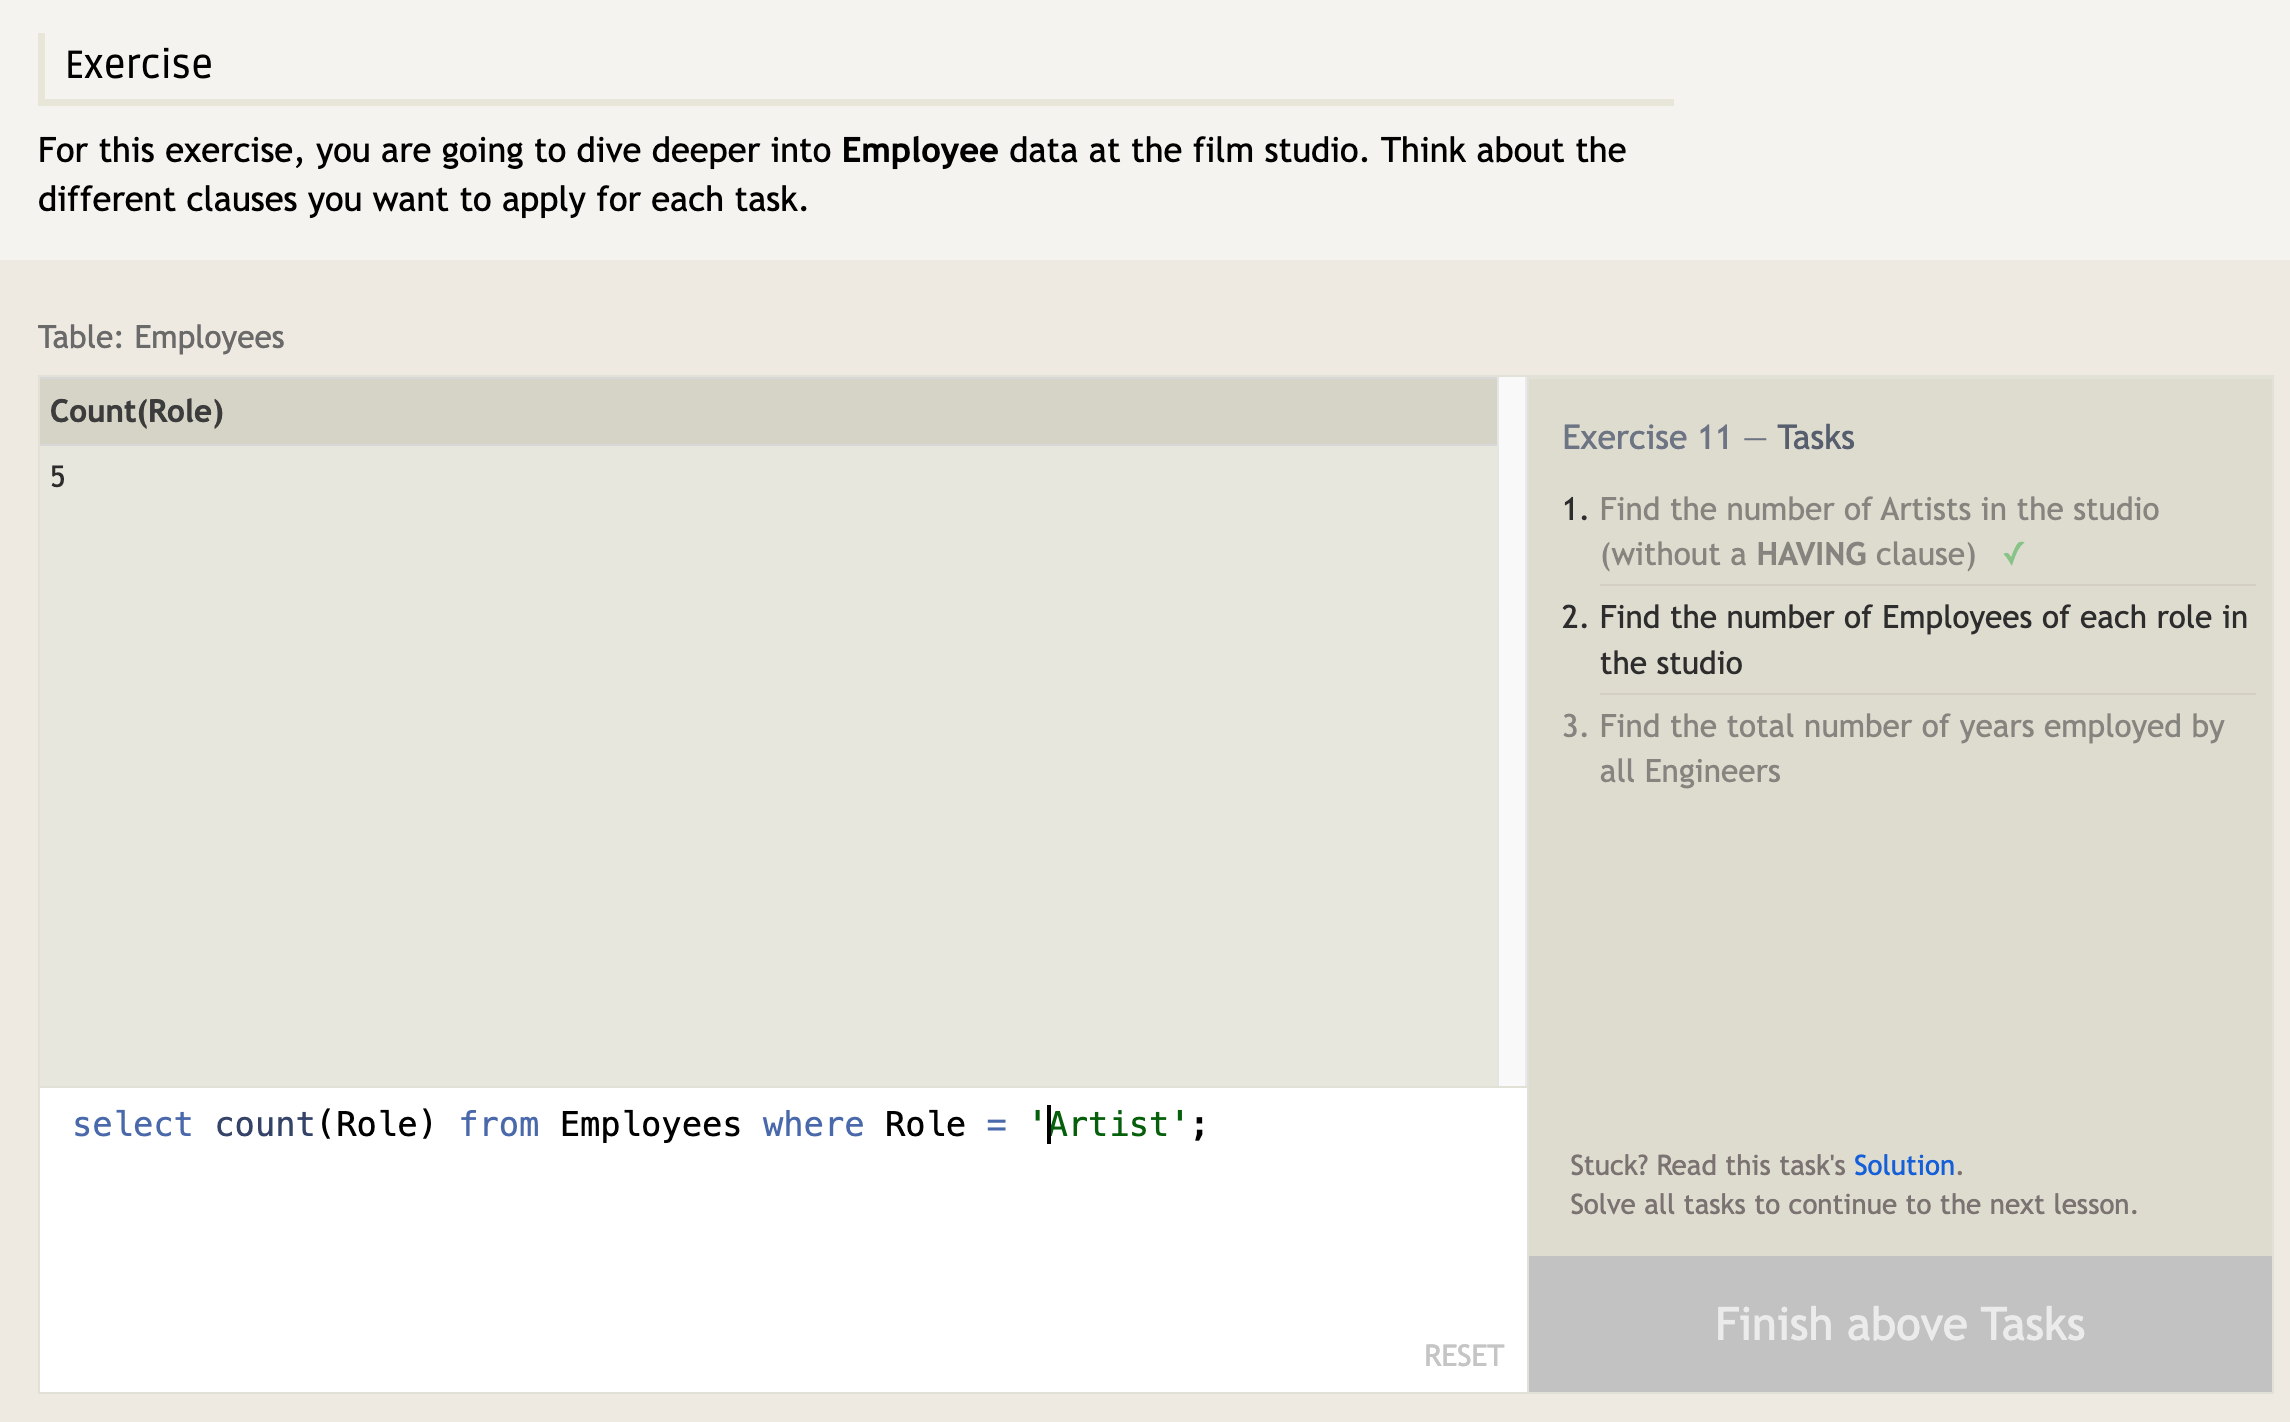 Exercise
For this exercise, you are going to dive deeper into Employee data at the film studio. Think about the
different clauses you want to apply for each task.
Table: Employees
Count(Role)
5
select count(Role) from Employees where Role = 'Artist';
RESET
Exercise 11 — Tasks
1. Find the number of Artists in the studio
(without a HAVING clause) ✓
2. Find the number of Employees of each role in
the studio
3. Find the total number of years employed by
all Engineers
Stuck? Read this task's Solution.
Solve all tasks to continue to the next lesson.
Finish above Tasks